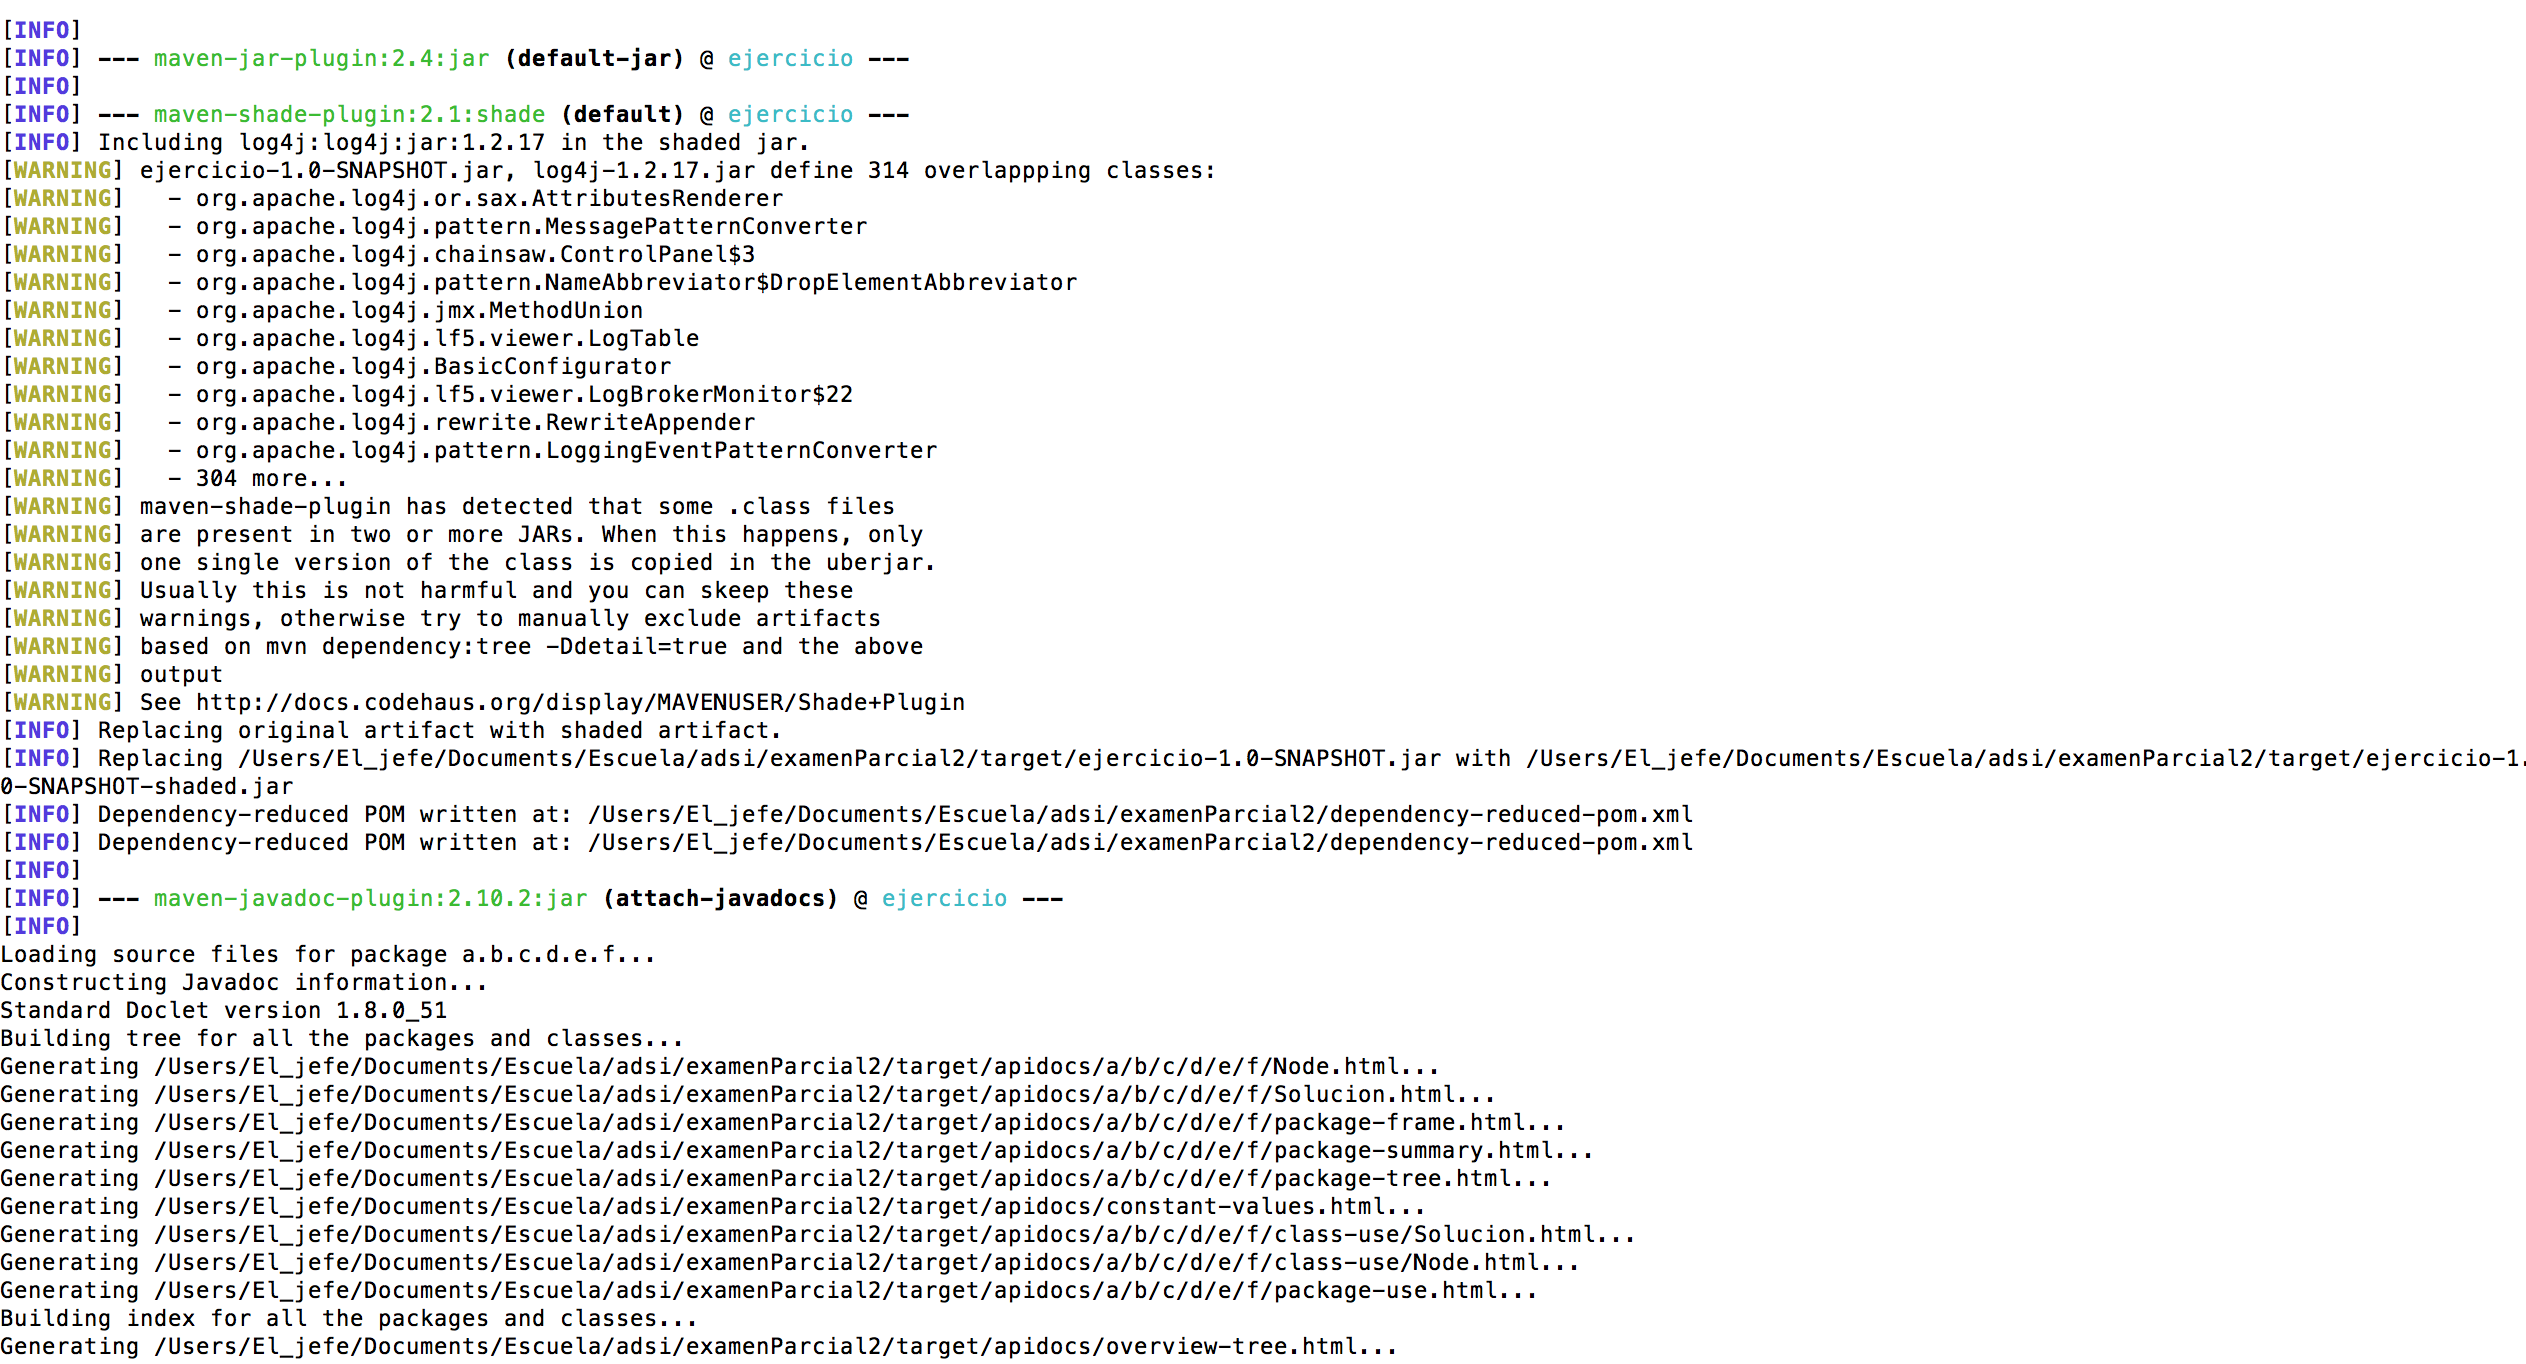 [INFO]
[INFO] --- maven-jar-plugin:2.4:jar (default-jar) @ ejercicio ---
[INFO]
[INFO] --- maven-shade-plugin:2.1:shade (default) @ ejercicio ---
[INFO] Including log4j:log4j:jar:1.2.17 in the shaded jar.
[WARNING] ejercicio-1.0-SNAPSHOT.jar, log4j-1.2.17.jar define 314 overlappping classes:
[WARNING]   - org.apache.log4j.or.sax.AttributesRenderer
[WARNING]   - org.apache.log4j.pattern.MessagePatternConverter
[WARNING]   - org.apache.log4j.chainsaw.ControlPanel$3
[WARNING]   - org.apache.log4j.pattern.NameAbbreviator$DropElementAbbreviator
[WARNING]   - org.apache.log4j.jmx.MethodUnion
[WARNING]   - org.apache.log4j.lf5.viewer.LogTable
[WARNING]   - org.apache.log4j.BasicConfigurator
[WARNING]   - org.apache.log4j.lf5.viewer.LogBrokerMonitor$22
[WARNING]   - org.apache.log4j.rewrite.RewriteAppender
[WARNING]   - org.apache.log4j.pattern.LoggingEventPatternConverter
[WARNING]   - 304 more...
[WARNING] maven-shade-plugin has detected that some .class files
[WARNING] are present in two or more JARs. When this happens, only
[WARNING] one single version of the class is copied in the uberjar.
[WARNING] Usually this is not harmful and you can skeep these
[WARNING] warnings, otherwise try to manually exclude artifacts
[WARNING] based on mvn dependency:tree -Ddetail=true and the above
[WARNING] output
[WARNING] See http://docs.codehaus.org/display/MAVENUSER/Shade+Plugin
[INFO] Replacing original artifact with shaded artifact.
[INFO] Replacing /Users/El_jefe/Documents/Escuela/adsi/examenParcial2/target/ejercicio-1.0-SNAPSHOT.jar with /Users/El_jefe/Documents/Escuela/adsi/examenParcial2/target/ejercicio-1.
0-SNAPSHOT-shaded.jar
[INFO] Dependency-reduced POM written at: /Users/El_jefe/Documents/Escuela/adsi/examenParcial2/dependency-reduced-pom.xml
[INFO] Dependency-reduced POM written at: /Users/El_jefe/Documents/Escuela/adsi/examenParcial2/dependency-reduced-pom.xml
[INFO]
[INFO] --- maven-javadoc-plugin:2.10.2:jar (attach-javadocs) @ ejercicio ---
[INFO]
Loading source files for package a.b.c.d.e.f...
Constructing Javadoc information...
Standard Doclet version 1.8.0_51
Building tree for all the packages and classes...
Generating /Users/El_jefe/Documents/Escuela/adsi/examenParcial2/target/apidocs/a/b/c/d/e/f/Node.html...
Generating /Users/El_jefe/Documents/Escuela/adsi/examenParcial2/target/apidocs/a/b/c/d/e/f/Solucion.html...
Generating /Users/El_jefe/Documents/Escuela/adsi/examenParcial2/target/apidocs/a/b/c/d/e/f/package-frame.html...
Generating /Users/El_jefe/Documents/Escuela/adsi/examenParcial2/target/apidocs/a/b/c/d/e/f/package-summary.html...
Generating /Users/El_jefe/Documents/Escuela/adsi/examenParcial2/target/apidocs/a/b/c/d/e/f/package-tree.html...
Generating /Users/El_jefe/Documents/Escuela/adsi/examenParcial2/target/apidocs/constant-values.html...
Generating /Users/El_jefe/Documents/Escuela/adsi/examenParcial2/target/apidocs/a/b/c/d/e/f/class-use/Solucion.html...
Generating /Users/El_jefe/Documents/Escuela/adsi/examenParcial2/target/apidocs/a/b/c/d/e/f/class-use/Node.html...
Generating /Users/El_jefe/Documents/Escuela/adsi/examenParcial2/target/apidocs/a/b/c/d/e/f/package-use.html...
Building index for all the packages and classes...
Generating /Users/El_jefe/Documents/Escuela/adsi/examenParcial2/target/apidocs/overview-tree.html...